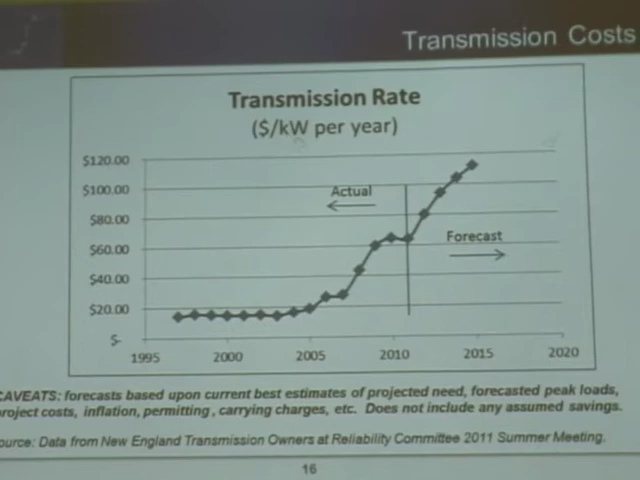 Transmission Costs
Transmission Rate
($/kW per year)
$120.00
$100.00
$80.00
$60.00
$40.00
$20.00
$-
Actual
Forecast
1995 2000 2005 2010 2015 2020
CAVEATS: forecasts based upon current best estimates of projected need, forecasted peak loads,
project costs, inflation, permitting, carrying charges, etc. Does not include any assumed savings.
ource: Data from New England Transmission Owners at Reliability Committee 2011 Summer Meeting.
16